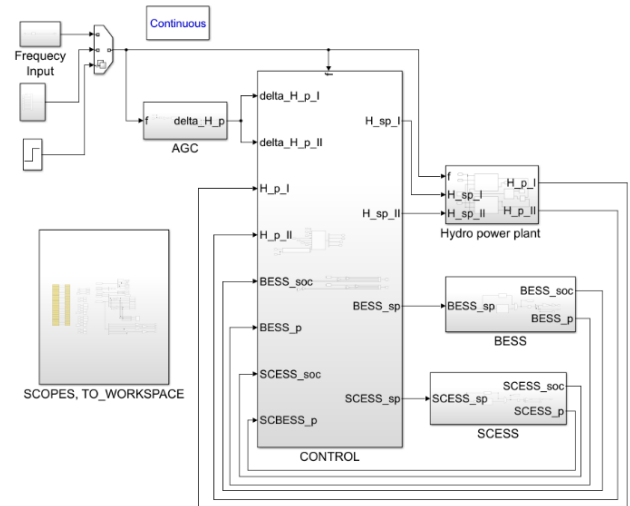 Continuous
Frequecy
Input
f
delta_H_p
AGC
f
delta_H_p_I
delta_H_p_II
H_p_I
H_p_II
BESS_soc
BESS_p
SCESS_soc
SCBESS_p
H_sp_I
H_sp_II
BESS_sp
SCESS_sp
CONTROL
f
H_sp_I
H_sp_II
H_p_I
H_p_II
Hydro power plant
BESS_sp
BESS_soc
BESS_p
BESS
SCESS_sp
SCESS_soc
SCESS_p
SCESS
SCOPES, TO_WORKSPACE